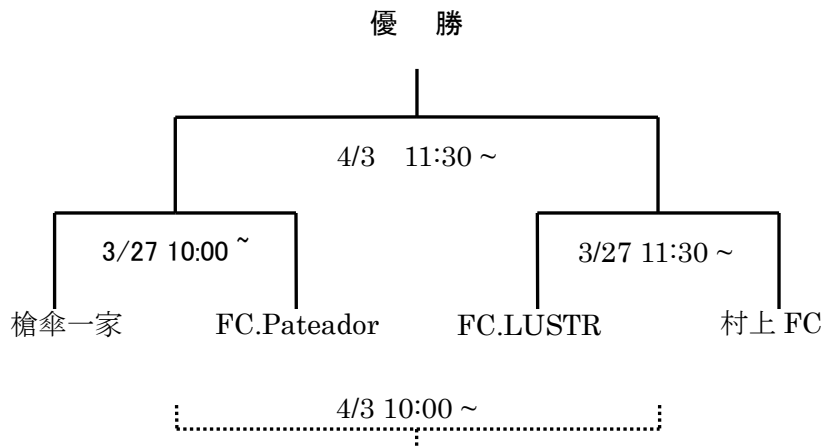 優 勝
4/3 11:30 ~
3/27 10:00 ~
3/27 11:30 ~
槍傘一家
FC.Pateador
FC.LUSTR
村上 FC
4/3 10:00 ~